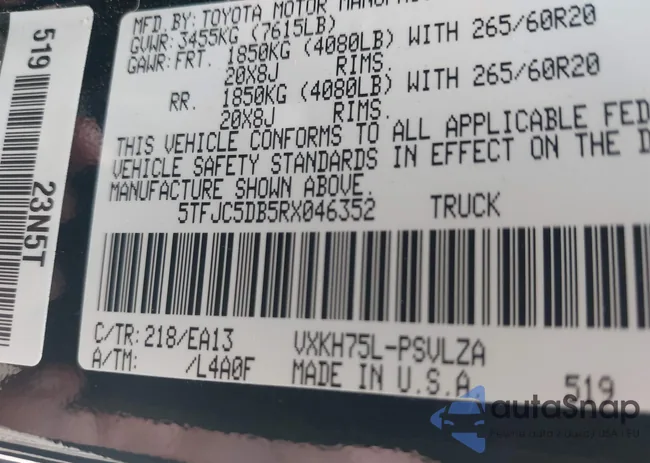 MFD. BY: TOYOTA MOTOR
GVWR: 3455KG (7615LB)
GAWR: FRT. 1850KG (4080LB) WITH 265/60R20
20X8J RIMS.
RR. 1850KG (4080LB) WITH 265/60R20
20X8J RIMS.
THIS VEHICLE CONFORMS TO ALL APPLICABLE FED
VEHICLE SAFETY STANDARDS IN EFFECT ON THE D
MANUFACTURE SHOWN ABOVE.
5TFJC5DB5RX046352 TRUCK
C/TR: 218/EA13 VXKH75L-PSVLZA
A/TM: /L4A0F MADE IN U.S.A 519
519
23N5T
autoSnap